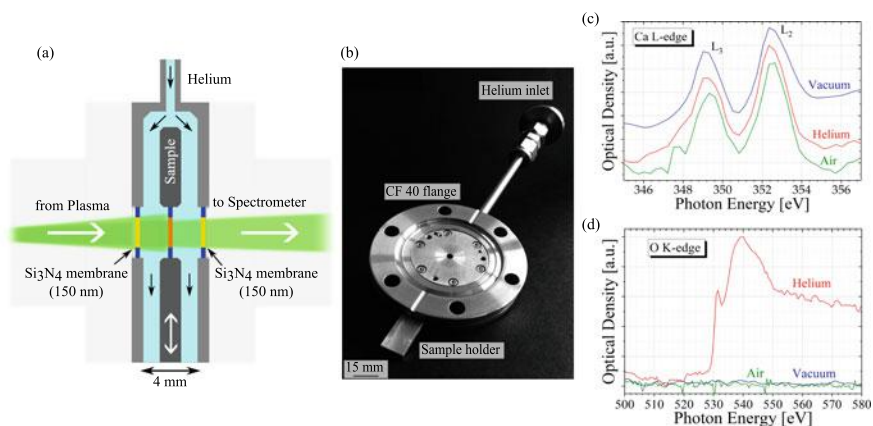 (a)
Helium
Sample
from Plasma
to Spectrometer
Si3N4 membrane
(150 nm)
Si3N4 membrane
(150 nm)
4 mm
(b)
Helium inlet
CF 40 flange
Sample holder
15 mm
(c)
Ca L-edge
L3
L2
Vacuum
Helium
Air
Optical Density [a.u.]
346 348 350 352 354 356
Photon Energy [eV]
(d)
O K-edge
Helium
Air
Vacuum
Optical Density [a.u.]
500 510 520 530 540 550 560 570 580
Photon Energy [eV]